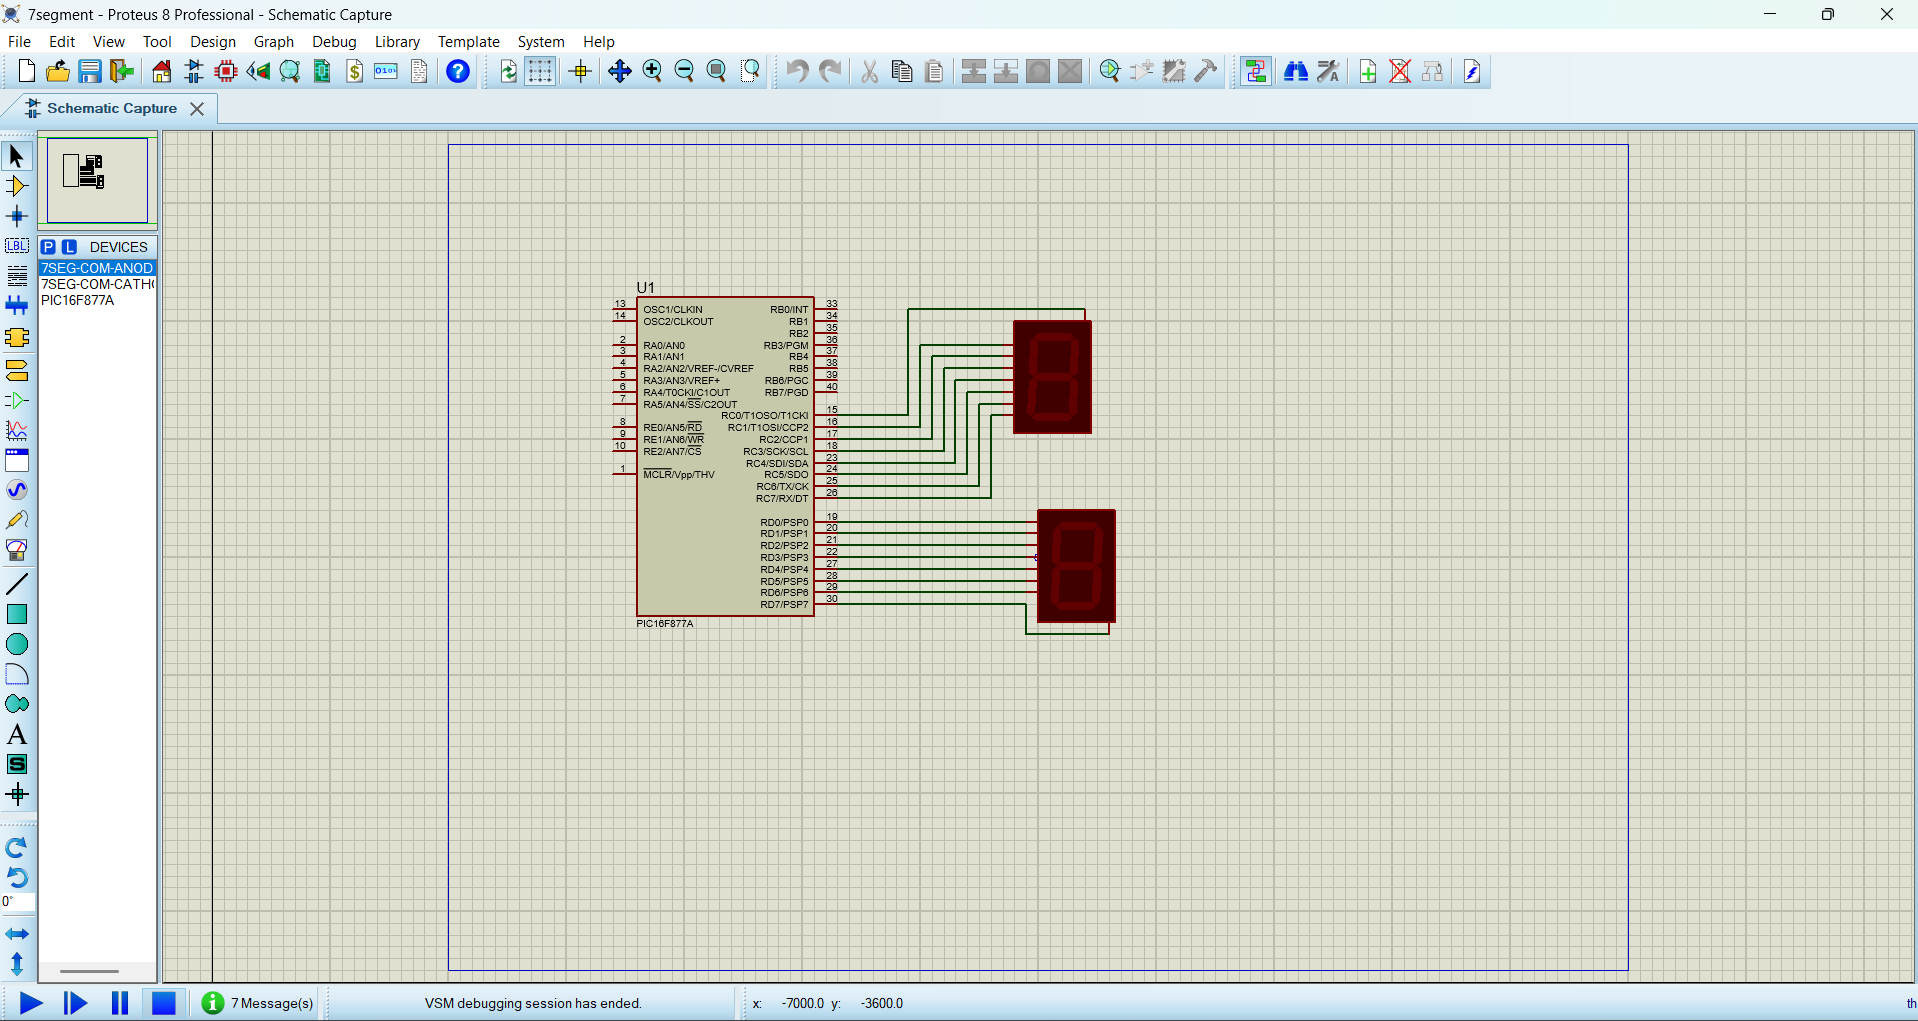 7segment - Proteus 8 Professional - Schematic Capture
File Edit View Tool Design Graph Debug Library Template System Help
$ 0101 ?
Schematic Capture
LBL
P L DEVICES
7SEG-COM-ANOD
7SEG-COM-CATH
PIC16F877A
A
S
0°
U1
13 OSC1/CLKIN RB0/INT 33
14 OSC2/CLKOUT RB1 34
RB2 35
2 RA0/AN0 RB3/PGM 36
3 RA1/AN1 RB4 37
4 RA2/AN2/VREF-/CVREF RB5 38
5 RA3/AN3/VREF+ RB6/PGC 39
6 RA4/T0CKI/C1OUT RB7/PGD 40
7 RA5/AN4/SS/C2OUT
RC0/T1OSO/T1CKI 15
8 RE0/AN5/RD RC1/T1OSI/CCP2 16
9 RE1/AN6/WR RC2/CCP1 17
10 RE2/AN7/CS RC3/SCK/SCL 18
RC4/SDI/SDA 23
1 MCLR/Vpp/THV RC5/SDO 24
RC6/TX/CK 25
RC7/RX/DT 26
RD0/PSP0 19
RD1/PSP1 20
RD2/PSP2 21
RD3/PSP3 22
RD4/PSP4 27
RD5/PSP5 28
RD6/PSP6 29
RD7/PSP7 30
PIC16F877A
7 Message(s) VSM debugging session has ended. x: -7000.0 y: -3600.0 th